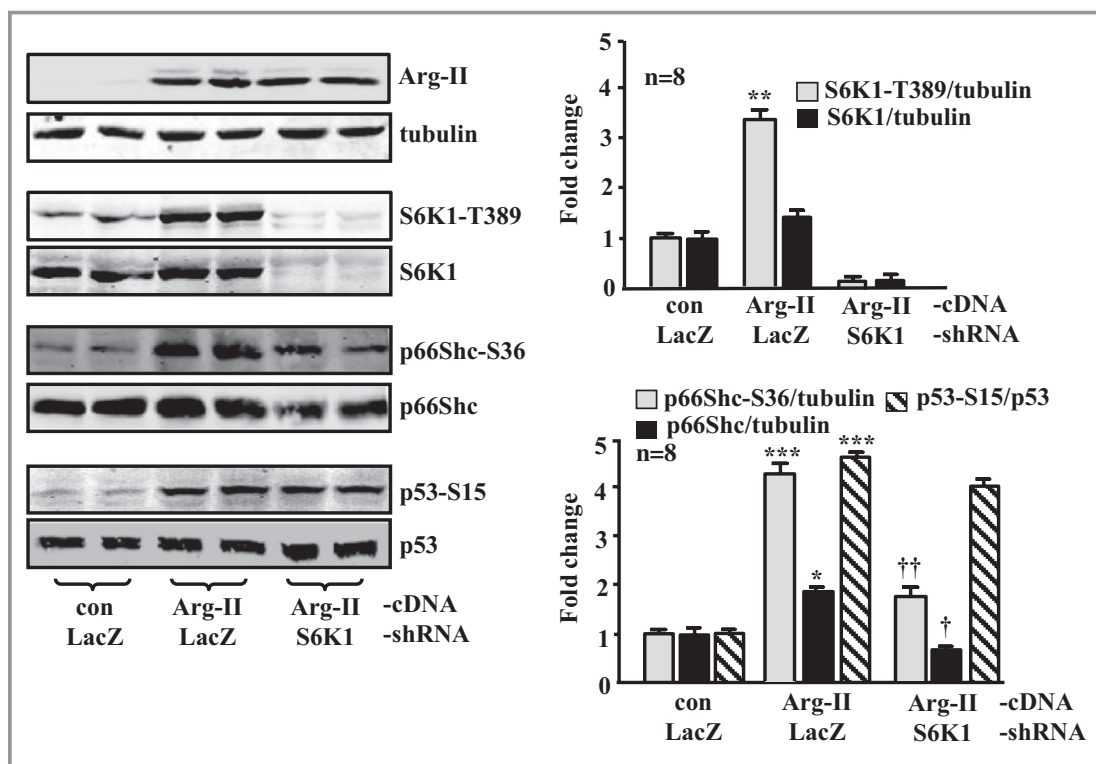 Arg-II
tubulin
S6K1-T389
S6K1
p66Shc-S36
p66Shc
p53-S15
p53
con Arg-II Arg-II -cDNA
LacZ LacZ S6K1 -shRNA
5
4
3
2
1
0
Fold change
n=8
**
S6K1-T389/tubulin
S6K1/tubulin
con Arg-II Arg-II -cDNA
LacZ LacZ S6K1 -shRNA
p66Shc-S36/tubulin p53-S15/p53
p66Shc/tubulin
n=8
5
4
3
2
1
0
Fold change
*** * *** †† †
con Arg-II Arg-II -cDNA
LacZ LacZ S6K1 -shRNA